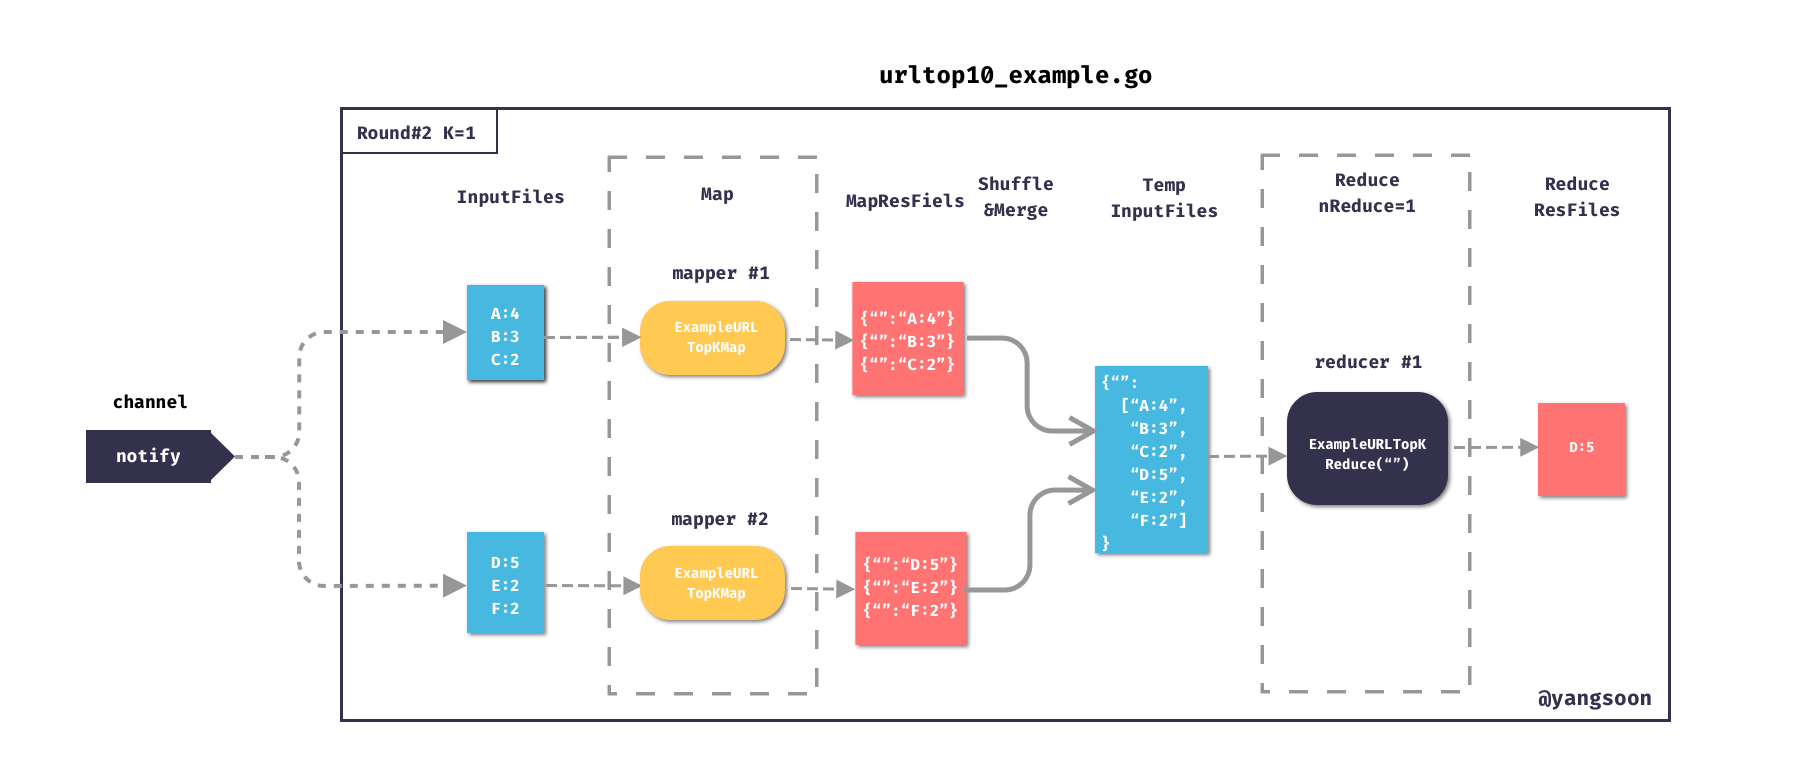 urltop10_example.go
Round#2 K=1
InputFiles
Map
MapResFiels
Shuffle
&Merge
Temp
InputFiles
Reduce
nReduce=1
Reduce
ResFiles
mapper #1
A:4
B:3
C:2
ExampleURL
TopKMap
{“”:“A:4”}
{“”:“B:3”}
{“”:“C:2”}
channel
notify
{“”:
[“A:4”,
“B:3”,
“C:2”,
“D:5”,
“E:2”,
“F:2”]
}
reducer #1
ExampleURLTopK
Reduce(“”)
D:5
mapper #2
D:5
E:2
F:2
ExampleURL
TopKMap
{“”:“D:5”}
{“”:“E:2”}
{“”:“F:2”}
@yangsoon